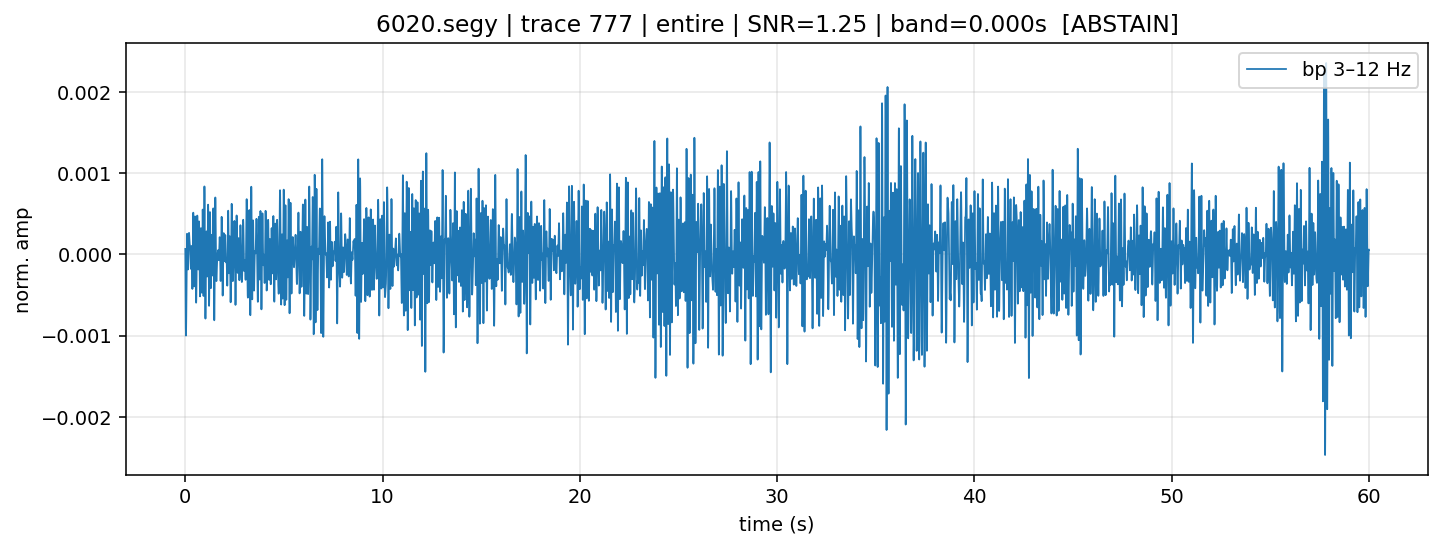 6020.segy | trace 777 | entire | SNR=1.25 | band=0.000s  [ABSTAIN]
bp 3–12 Hz
norm. amp
0.002
0.001
0.000
−0.001
−0.002
0 10 20 30 40 50 60
time (s)